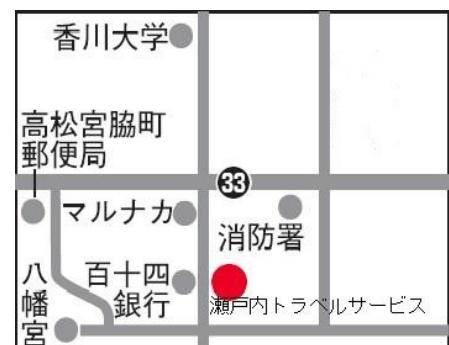 香川大学
高松宮脇町
郵便局
33
マルナカ
消防署
八幡宮
百十四
銀行
瀬戸内トラベルサービス